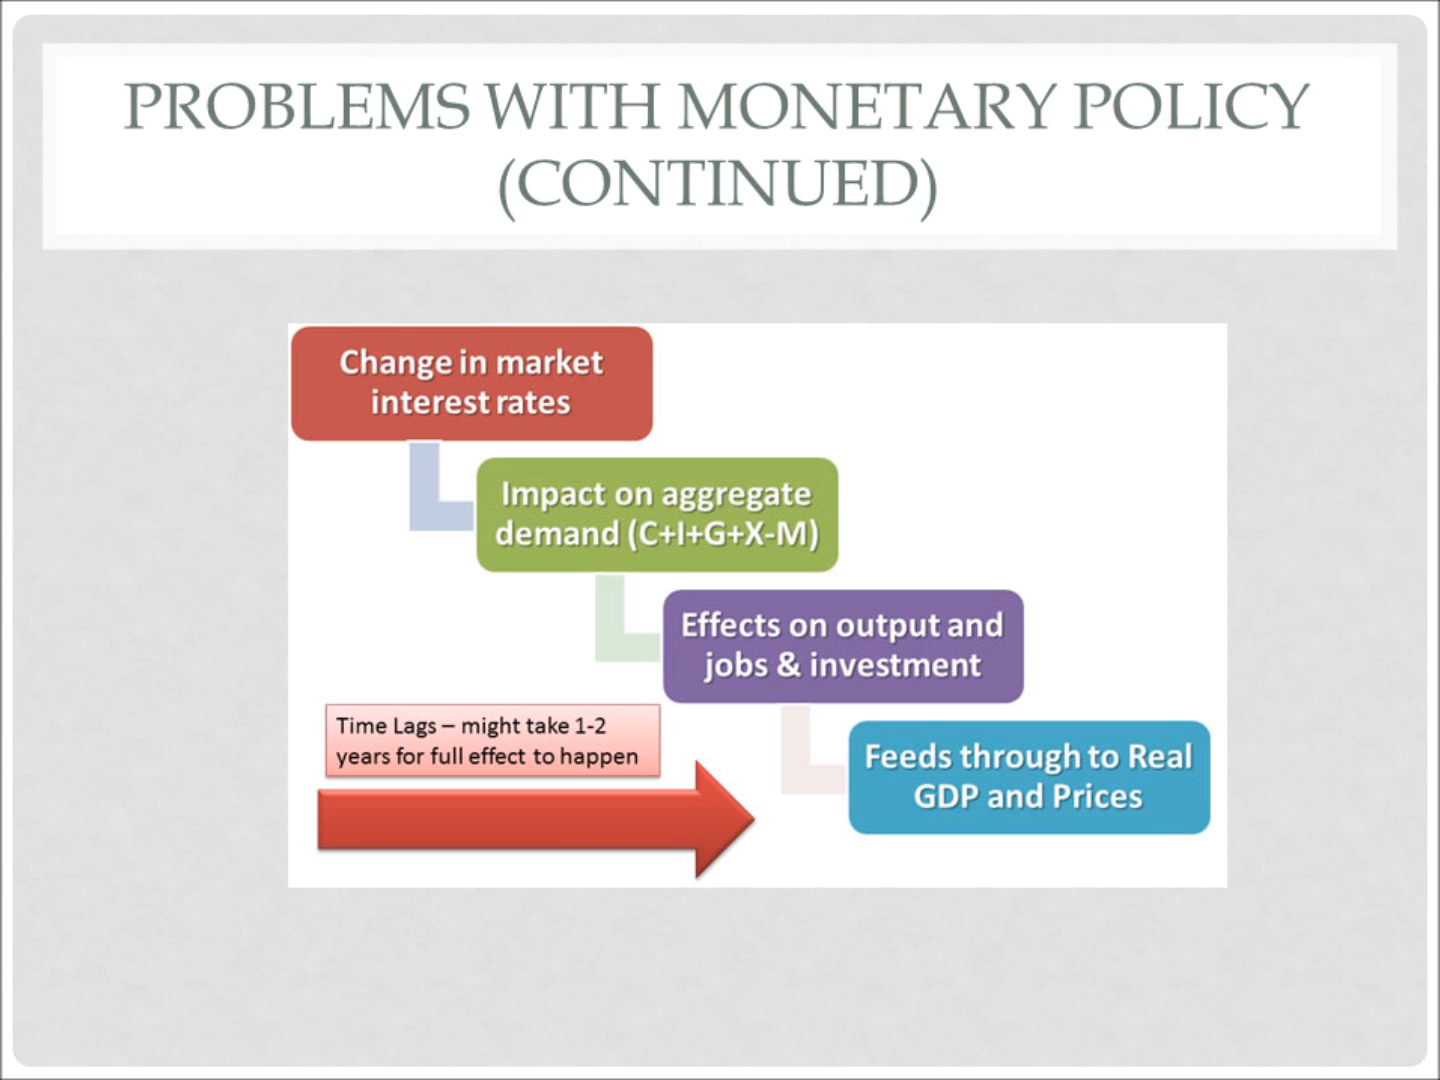 PROBLEMS WITH MONETARY POLICY
(CONTINUED)
Change in market
interest rates
Impact on aggregate
demand (C+I+G+X-M)
Effects on output and
jobs & investment
Time Lags – might take 1-2
years for full effect to happen
Feeds through to Real
GDP and Prices